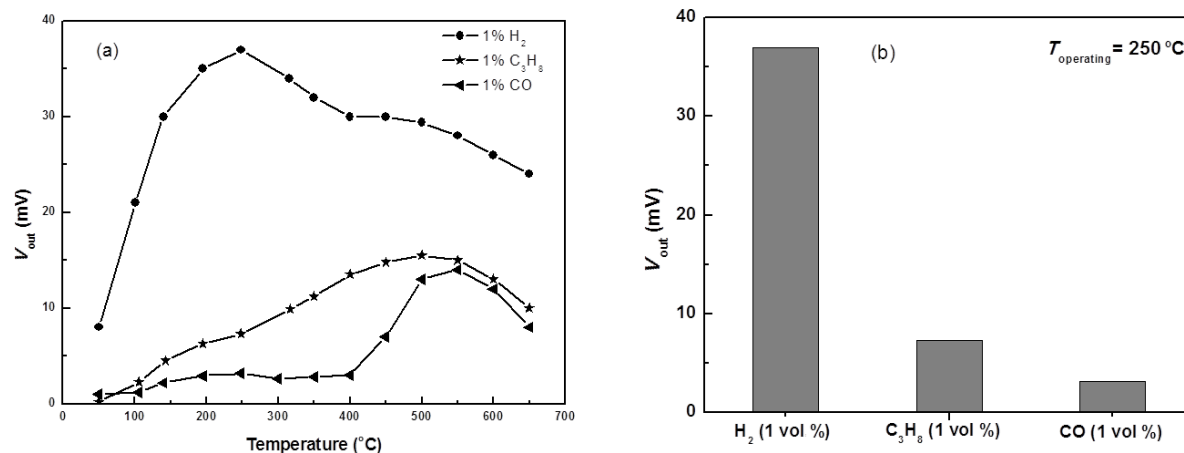 (a)
1% H₂
1% C₃H₈
1% CO
V_out (mV)
40
30
20
10
0
0 100 200 300 400 500 600 700
Temperature (°C)
(b)
T_operating = 250 °C
V_out (mV)
40
30
20
10
0
H₂ (1 vol %) C₃H₈ (1 vol %) CO (1 vol %)